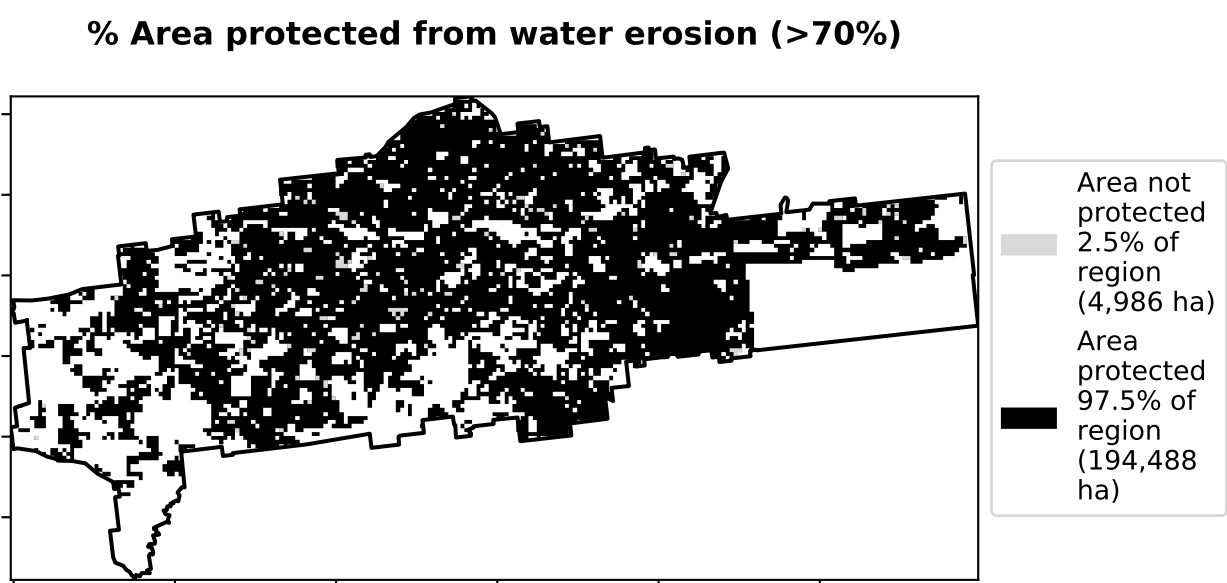 % Area protected from water erosion (>70%)
Area not
protected
2.5% of
region
(4,986 ha)
Area
protected
97.5% of
region
(194,488
ha)